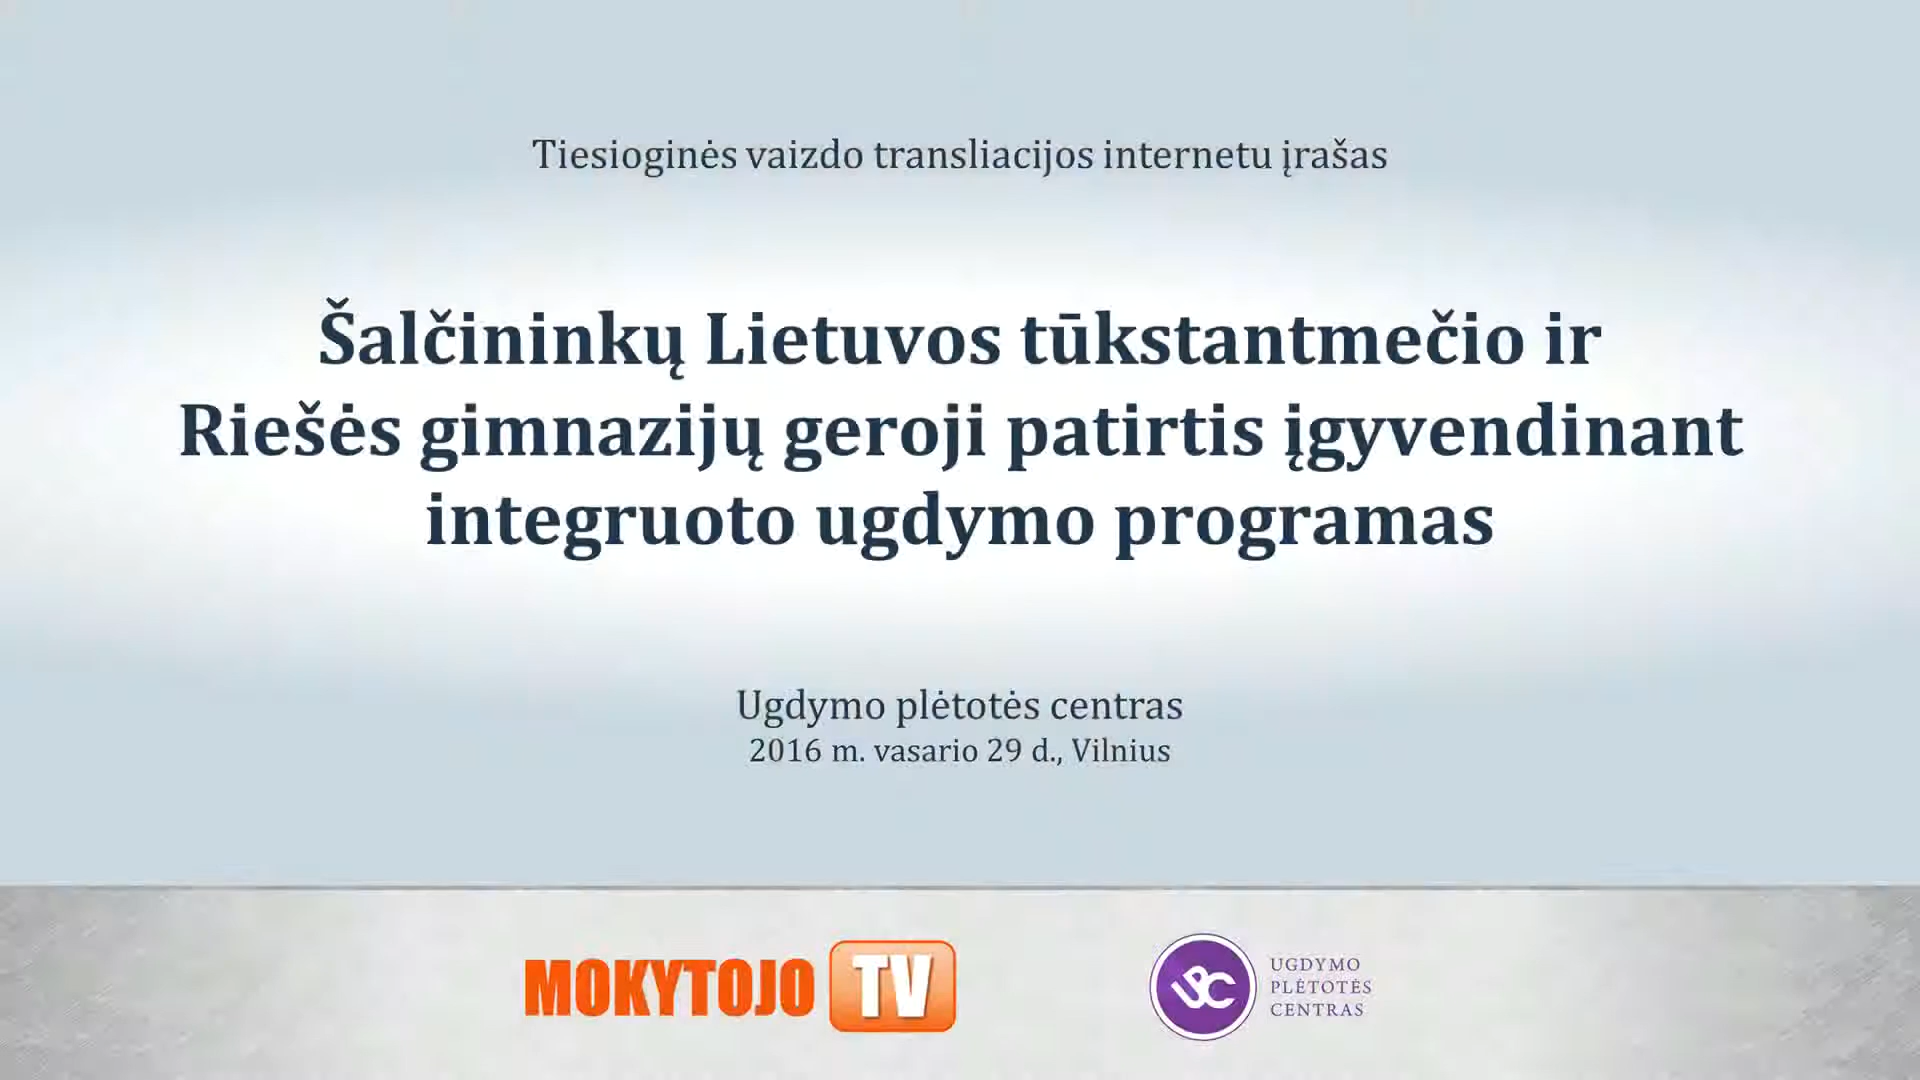 Tiesioginės vaizdo transliacijos internetu įrašas
Šalčininkų Lietuvos tūkstantmečio ir
Riešės gimnazijų geroji patirtis įgyvendinant
integruoto ugdymo programas
Ugdymo plėtotės centras
2016 m. vasario 29 d., Vilnius
MOKYTOJO TV
UGDYMO
PLĖTOTĖS
CENTRAS